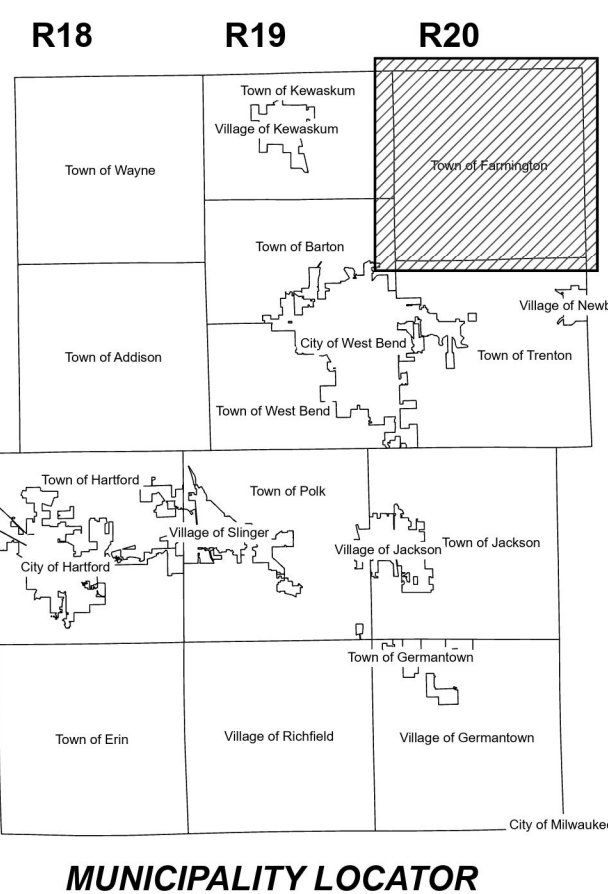 R18 R19 R20
Town of Kewaskum
Village of Kewaskum
Town of Wayne
Town of Farmington
Town of Barton
Village of Newb
City of West Bend
Town of Addison
Town of Trenton
Town of West Bend
Town of Hartford
Town of Polk
Village of Slinger
Town of Jackson
Village of Jackson
City of Hartford
Town of Germantown
Town of Erin
Village of Richfield
Village of Germantown
City of Milwaukee
MUNICIPALITY LOCATOR